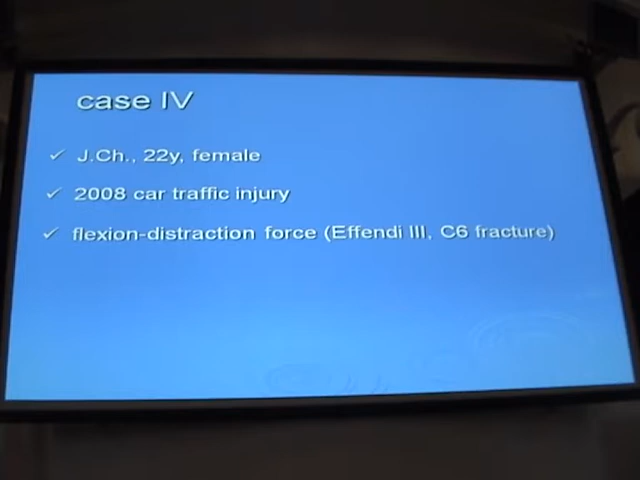 case IV
✓ J.Ch., 22y, female
✓ 2008 car traffic injury
✓ flexion-distraction force (Effendi III, C6 fracture)